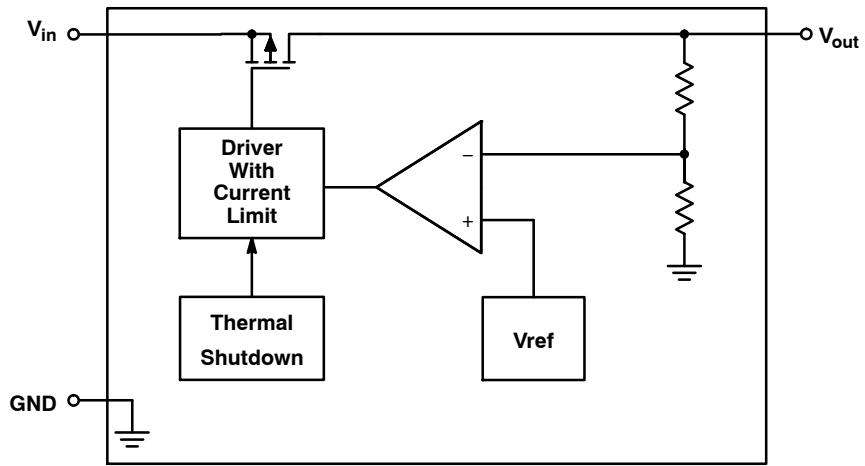 Vin
Vout
Driver
With
Current
Limit
−
+
Thermal
Shutdown
Vref
GND